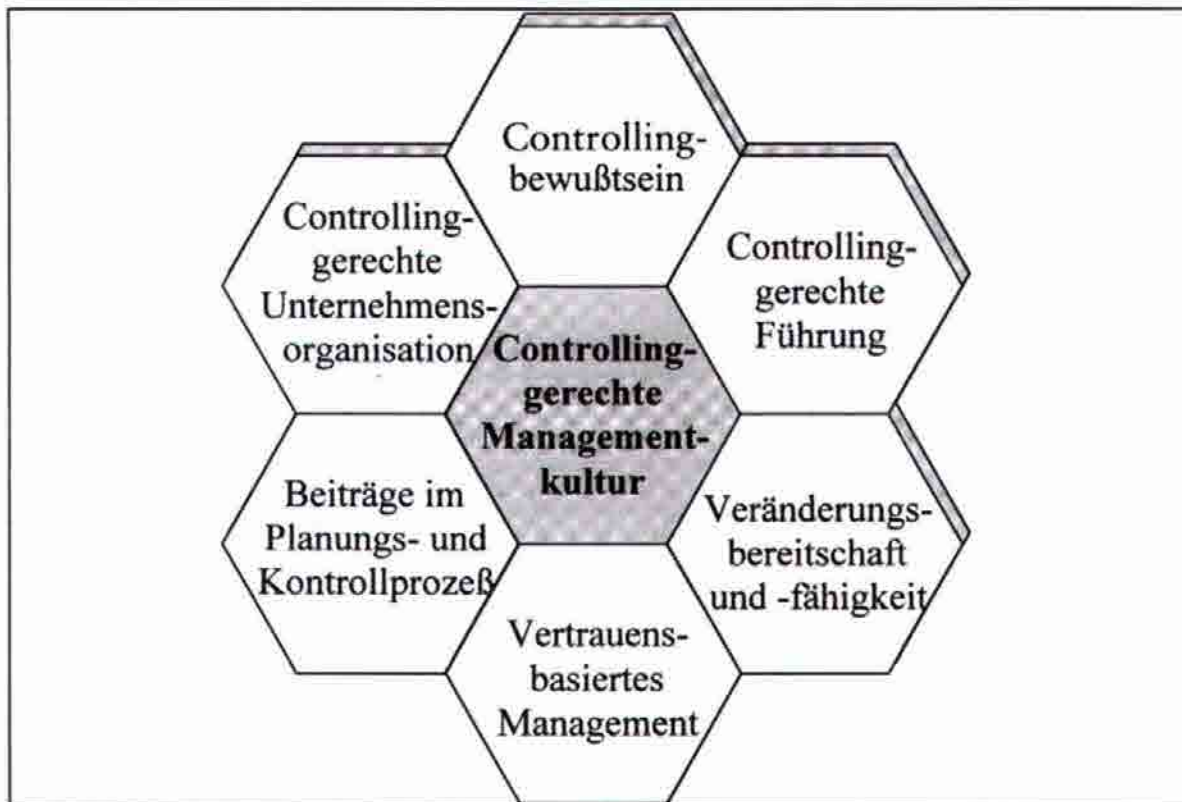 Controlling-
bewußtsein
Controlling-
gerechte
Unternehmens-
organisation
Controlling-
gerechte
Führung
Controlling-
gerechte
Management-
kultur
Beiträge im
Planungs- und
Kontrollprozeß
Veränderungs-
bereitschaft
und -fähigkeit
Vertrauens-
basiertes
Management